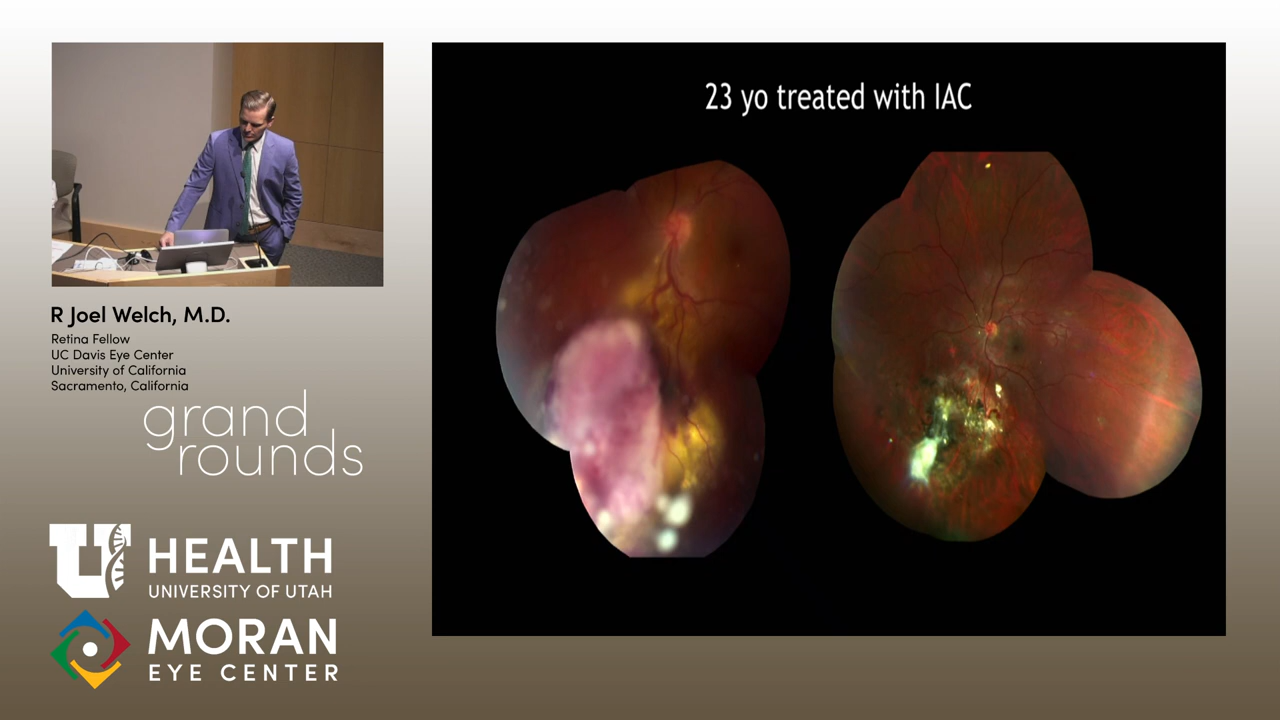 23 yo treated with IAC
R Joel Welch, M.D.
Retina Fellow
UC Davis Eye Center
University of California
Sacramento, California
grand
rounds
U HEALTH
UNIVERSITY OF UTAH
MORAN
EYE CENTER